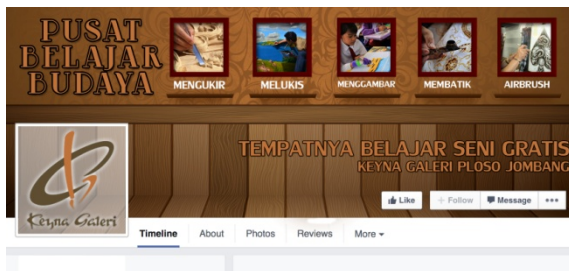 PUSAT
BELAJAR
BUDAYA
MENGUKIR
MELUKIS
MENGGAMBAR
MEMBATIK
AIRBRUSH
TEMPATNYA BELAJAR SENI GRATIS
KEYNA GALERI PLOSO JOMBANG
Keyna Galeri
Like
+ Follow
Message
Timeline
About
Photos
Reviews
More